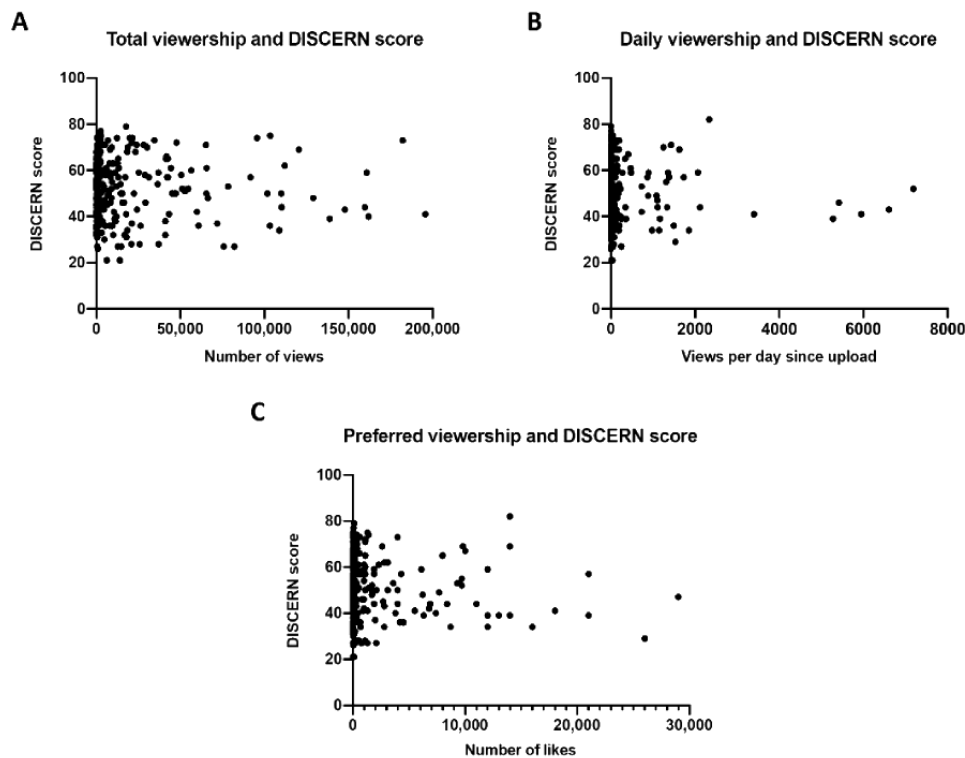 A
Total viewership and DISCERN score
100
80
60
40
20
0
DISCERN score
0
50,000
100,000
150,000
200,000
Number of views
B
Daily viewership and DISCERN score
100
80
60
40
20
0
DISCERN score
0
2000
4000
6000
8000
Views per day since upload
C
Preferred viewership and DISCERN score
100
80
60
40
20
0
DISCERN score
0
10,000
20,000
30,000
Number of likes